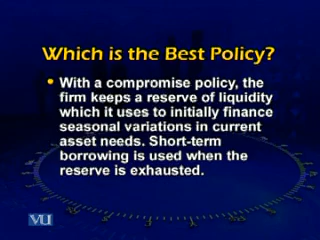 Which is the Best Policy?
• With a compromise policy, the
firm keeps a reserve of liquidity
which it uses to initially finance
seasonal variations in current
asset needs. Short-term
borrowing is used when the
reserve is exhausted.
VU